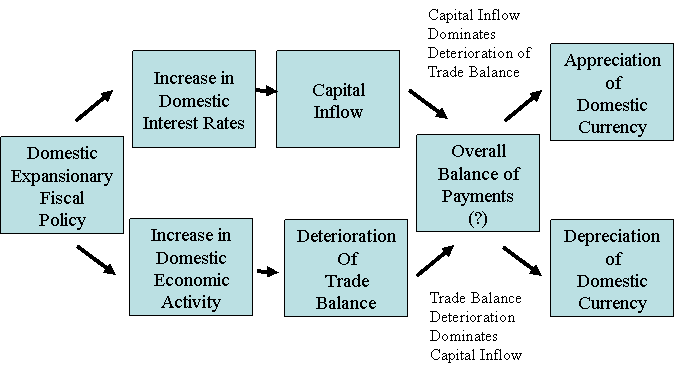 Domestic
Expansionary
Fiscal
Policy
Increase in
Domestic
Interest Rates
Capital
Inflow
Increase in
Domestic
Economic
Activity
Deterioration
Of
Trade
Balance
Overall
Balance of
Payments
(?)
Capital Inflow
Dominates
Deterioration of
Trade Balance
Appreciation
of
Domestic
Currency
Trade Balance
Deterioration
Dominates
Capital Inflow
Depreciation
of
Domestic
Currency